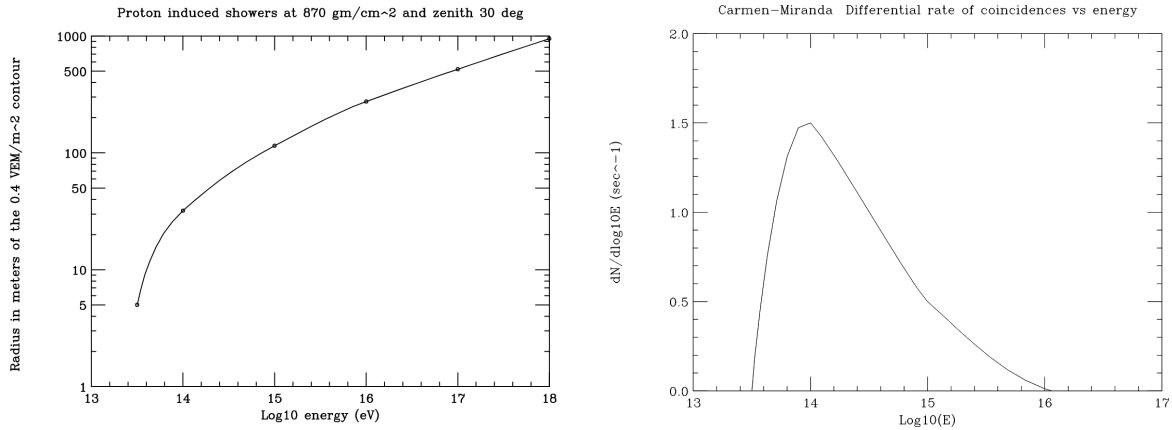 Proton induced showers at 870 gm/cm^2 and zenith 30 deg
Radius in meters of the 0.4 VEM/m^2 contour
1000
500
100
50
10
5
1
13 14 15 16 17 18
Log10 energy (eV)
Carmen-Miranda Differential rate of coincidences vs energy
dN/dlog10E (sec^-1)
2.0
1.5
1.0
0.5
0.0
13 14 15 16 17
Log10(E)